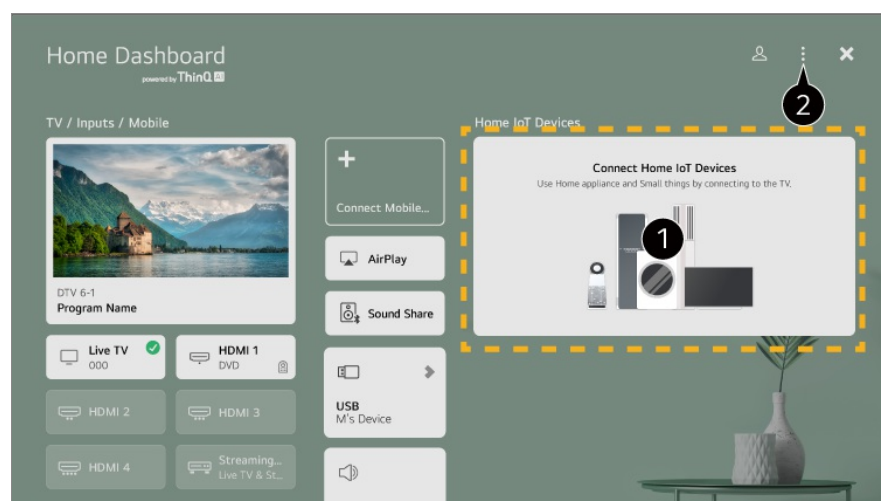 Home Dashboard
powered by ThinQ AI
2
TV / Inputs / Mobile
Home IoT Devices
DTV 6-1
Program Name
Live TV
000
HDMI 1
DVD
HDMI 2
HDMI 3
HDMI 4
Streaming...
Live TV & St...
Connect Mobile...
AirPlay
Sound Share
USB
M's Device
Connect Home IoT Devices
Use Home appliance and Small things by connecting to the TV.
1